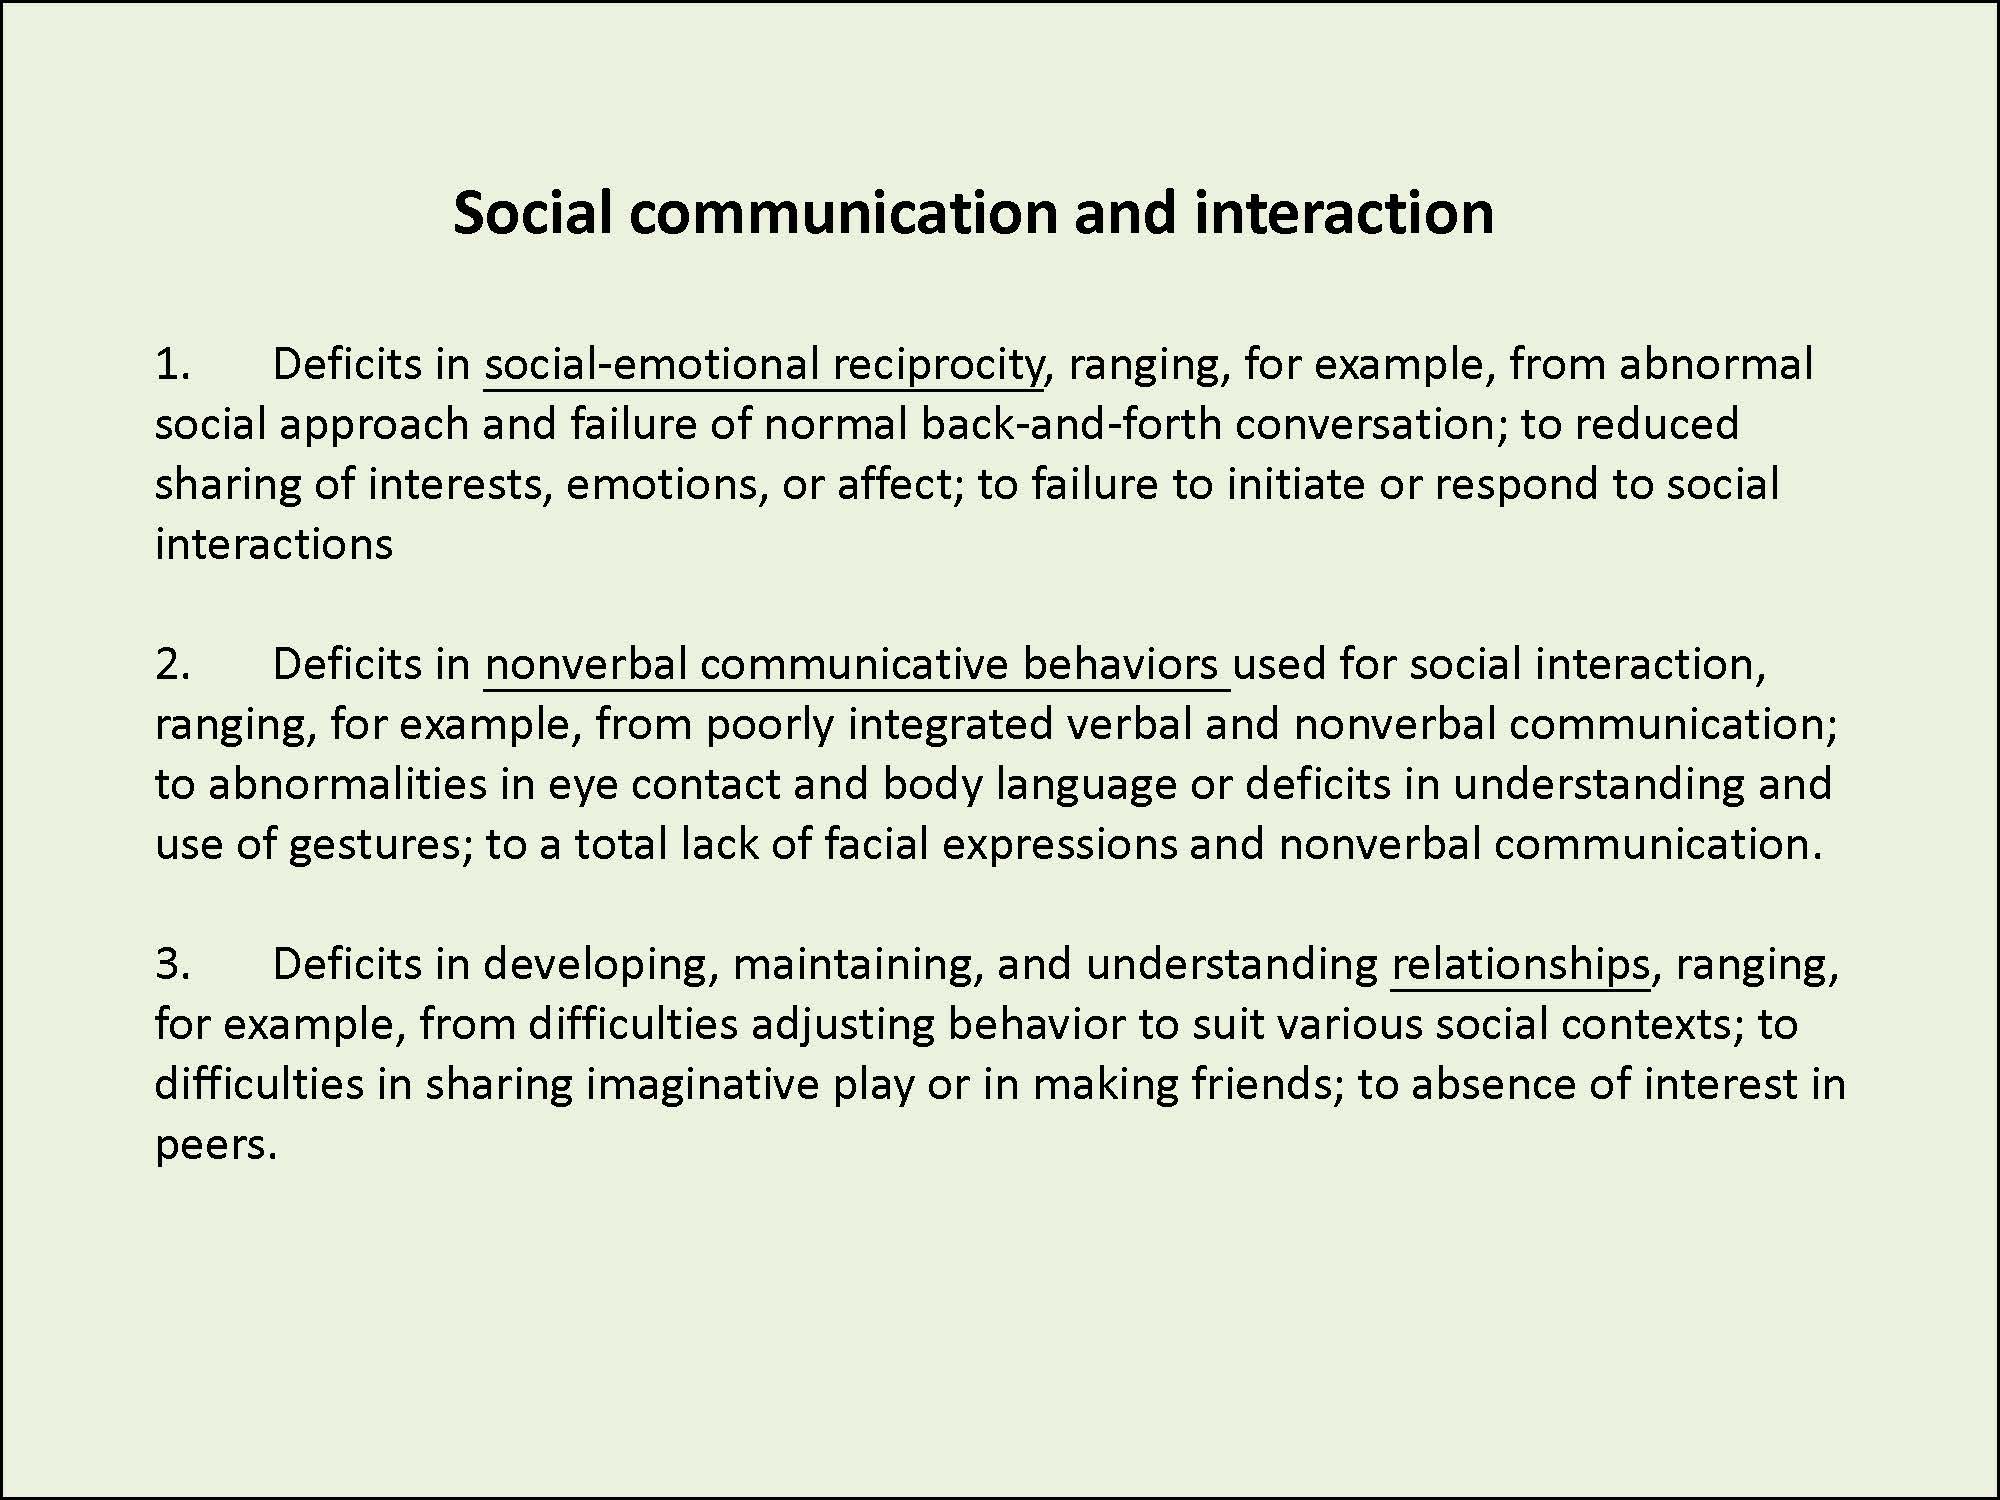 Social communication and interaction
1. Deficits in social-emotional reciprocity, ranging, for example, from abnormal
social approach and failure of normal back-and-forth conversation; to reduced
sharing of interests, emotions, or affect; to failure to initiate or respond to social
interactions
2. Deficits in nonverbal communicative behaviors used for social interaction,
ranging, for example, from poorly integrated verbal and nonverbal communication;
to abnormalities in eye contact and body language or deficits in understanding and
use of gestures; to a total lack of facial expressions and nonverbal communication.
3. Deficits in developing, maintaining, and understanding relationships, ranging,
for example, from difficulties adjusting behavior to suit various social contexts; to
difficulties in sharing imaginative play or in making friends; to absence of interest in
peers.